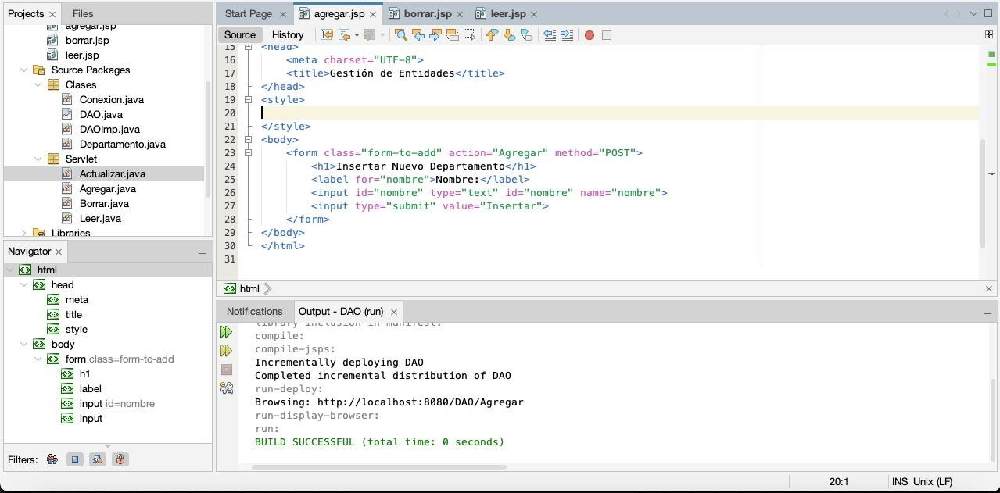 Projects
Files
agregar.jsp
borrar.jsp
leer.jsp
Source Packages
Clases
Conexion.java
DAO.java
DAOImp.java
Departamento.java
Servlet
Actualizar.java
Agregar.java
Borrar.java
Leer.java
Libraries
Navigator
html
head
meta
title
style
body
form class=form-to-add
h1
label
input id=nombre
input
Filters:
Start Page
agregar.jsp
borrar.jsp
leer.jsp
Source
History
15 <head>
16 <meta charset="UTF-8">
17 <title>Gestión de Entidades</title>
18 </head>
19 <style>
20
21 </style>
22 <body>
23 <form class="form-to-add" action="Agregar" method="POST">
24 <h1>Insertar Nuevo Departamento</h1>
25 <label for="nombre">Nombre:</label>
26 <input id="nombre" type="text" id="nombre" name="nombre">
27 <input type="submit" value="Insertar">
28 </form>
29 </body>
30 </html>
31
html
Notifications
Output - DAO (run)
library-inclusion-in-manifest:
compile:
compile-jsps:
Incrementally deploying DAO
Completed incremental distribution of DAO
run-deploy:
Browsing: http://localhost:8080/DAO/Agregar
run-display-browser:
run:
BUILD SUCCESSFUL (total time: 0 seconds)
20:1
INS
Unix (LF)